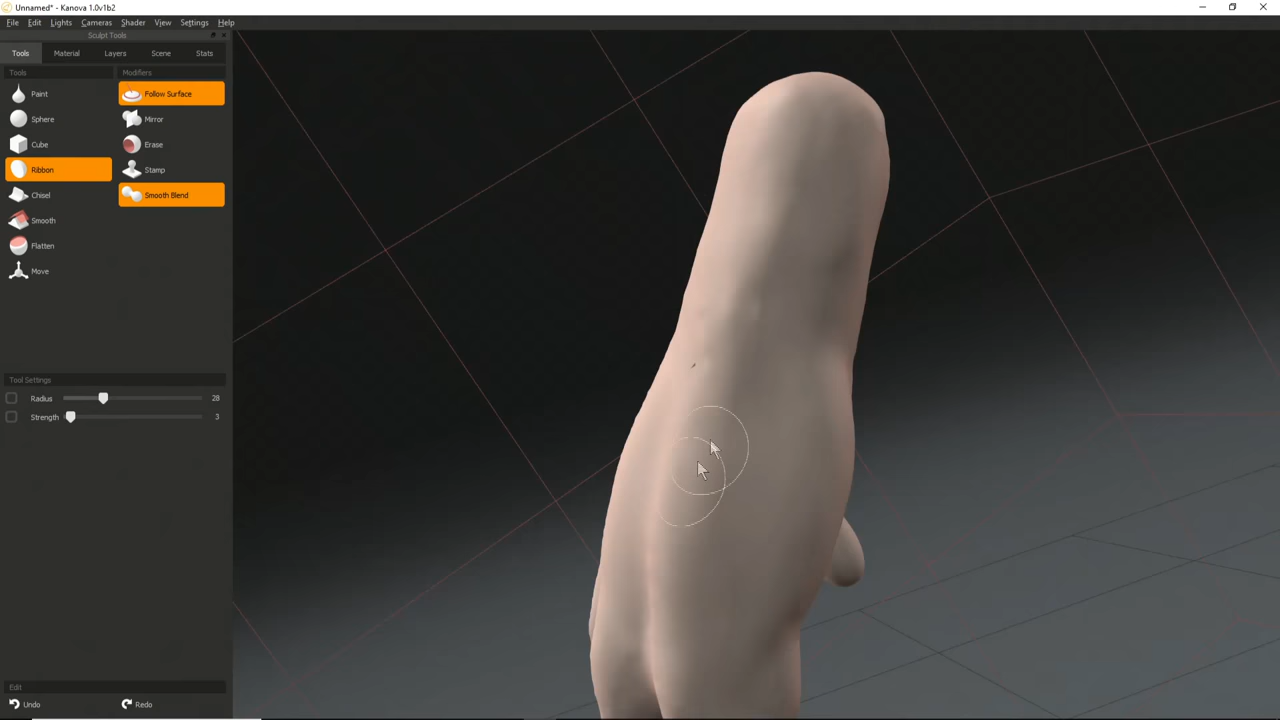 Unnamed* - Kanova 1.0v1b2
File Edit Lights Cameras Shader View Settings Help
Sculpt Tools
Tools Material Layers Scene Stats
Tools Modifiers
Paint Follow Surface
Sphere Mirror
Cube Erase
Ribbon Stamp
Chisel Smooth Blend
Smooth
Flatten
Move
Tool Settings
Radius 28
Strength 3
Edit
Undo Redo